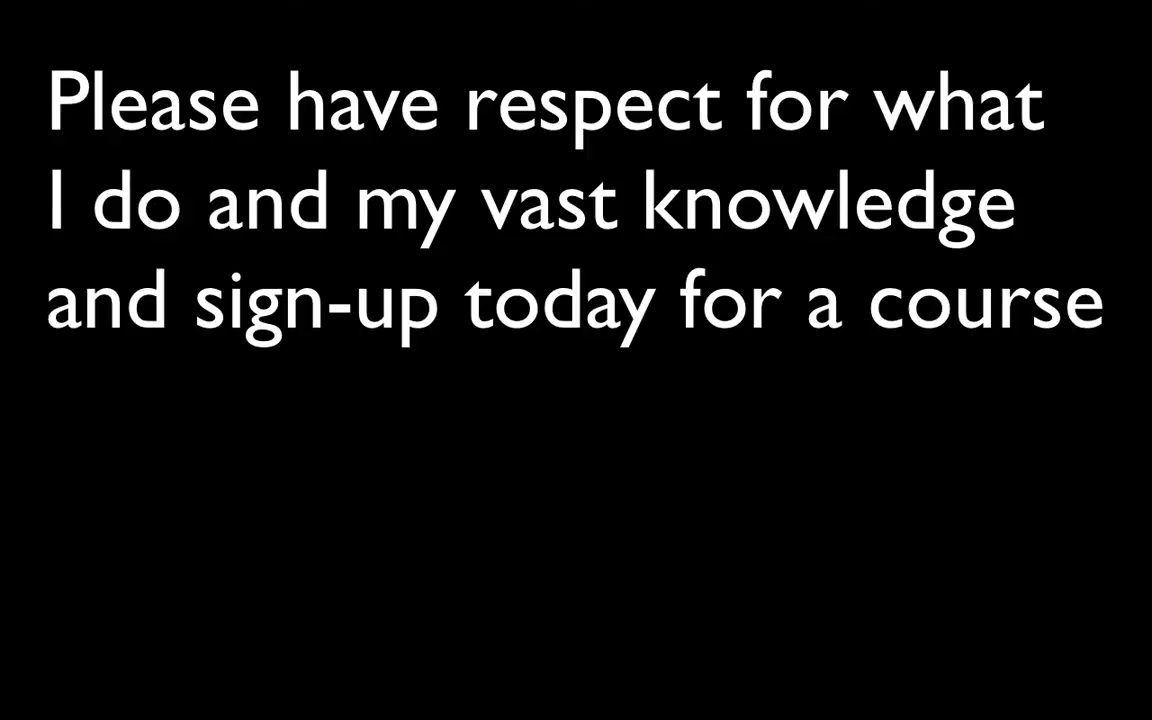 Please have respect for what
I do and my vast knowledge
and sign-up today for a course